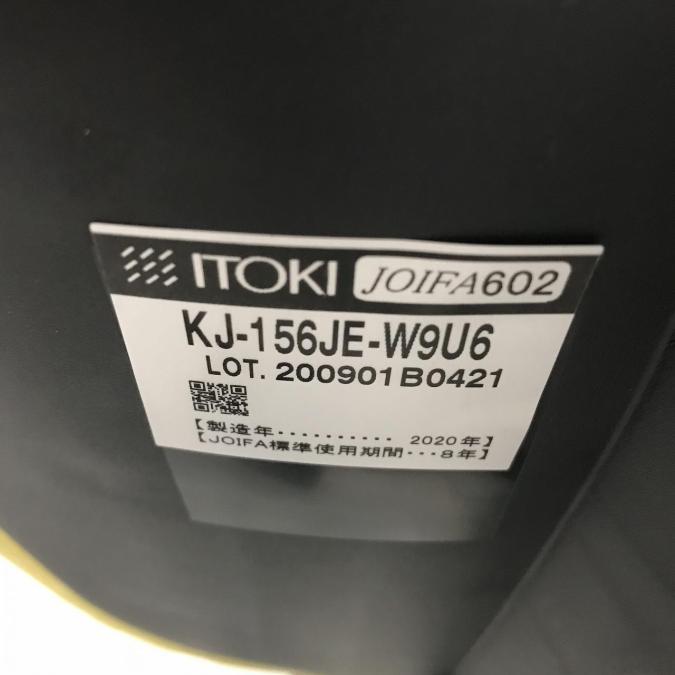 ITOKI JOIFA602
KJ-156JE-W9U6
LOT. 200901B0421
【製造年・・・・・・・・・・ 2020年】
【JOIFA標準使用期間・・・8年】